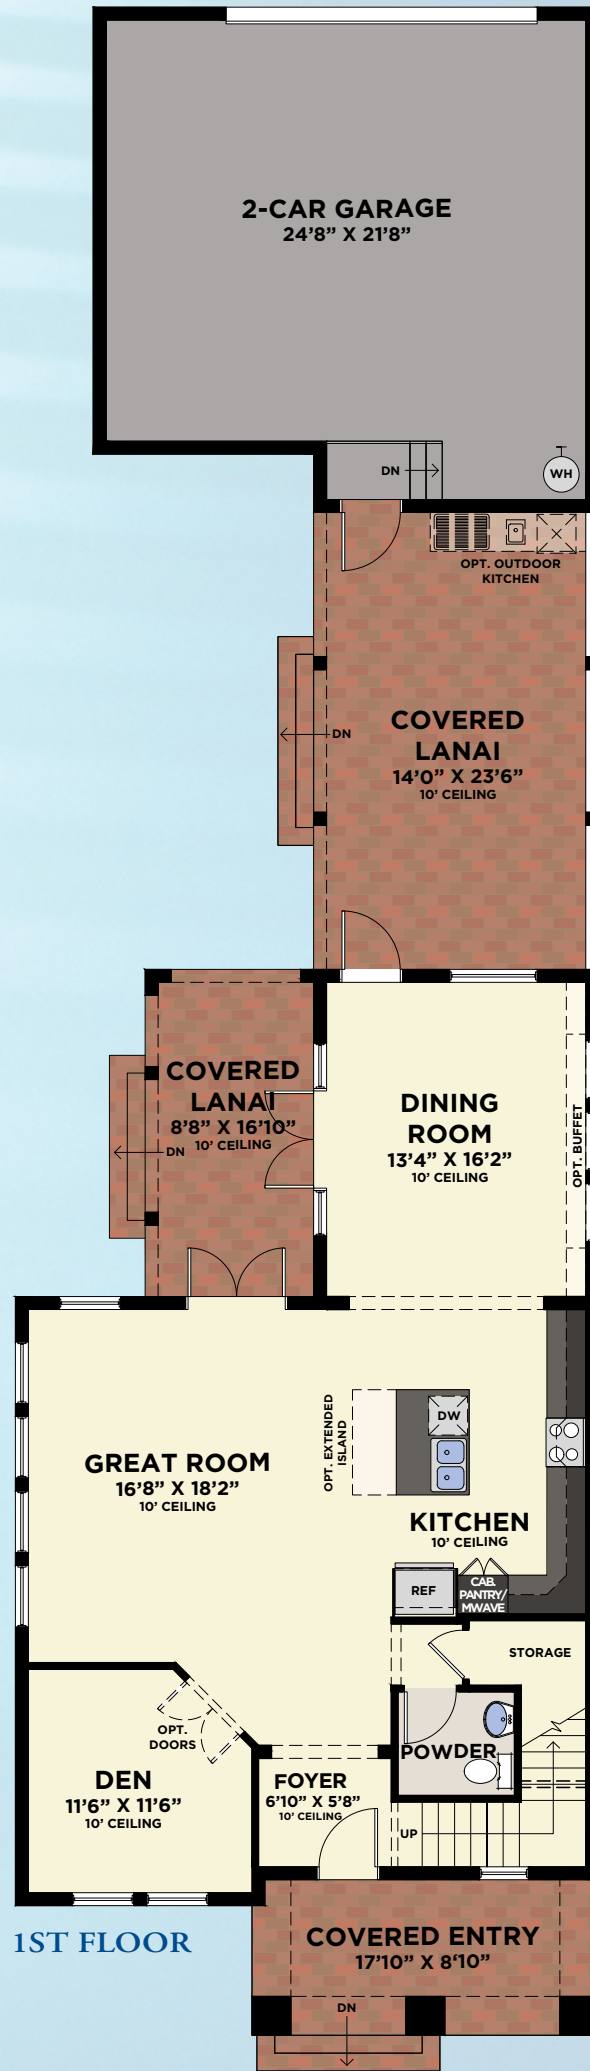 2-CAR GARAGE
24'8" X 21'8"
DN
WH
OPT. OUTDOOR
KITCHEN
COVERED
LANAI
14'0" X 23'6"
10' CEILING
DN
COVERED
LANAI
8'8" X 16'10"
10' CEILING
DN
DINING
ROOM
13'4" X 16'2"
10' CEILING
OPT. BUFFET
GREAT ROOM
16'8" X 18'2"
10' CEILING
OPT. EXTENDED
ISLAND
DW
KITCHEN
10' CEILING
REF
CAB.
PANTRY/
MWAVE
STORAGE
OPT.
DOORS
POWDER
DEN
11'6" X 11'6"
10' CEILING
FOYER
6'10" X 5'8"
10' CEILING
UP
1ST FLOOR
COVERED ENTRY
17'10" X 8'10"
DN